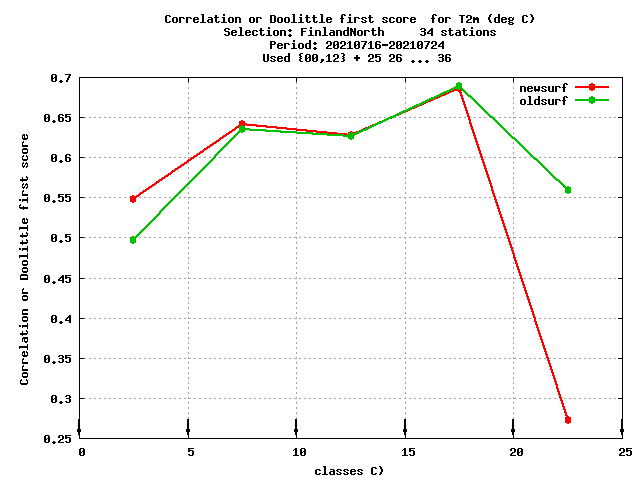 Correlation or Doolittle first score  for T2m (deg C)
Selection: FinlandNorth     34 stations
Period: 20210716-20210724
Used {00,12} + 25 26 ... 36
newsurf
oldsurf
0.7
0.65
0.6
0.55
0.5
0.45
0.4
0.35
0.3
0.25
Correlation or Doolittle first score
0 5 10 15 20 25
classes C)